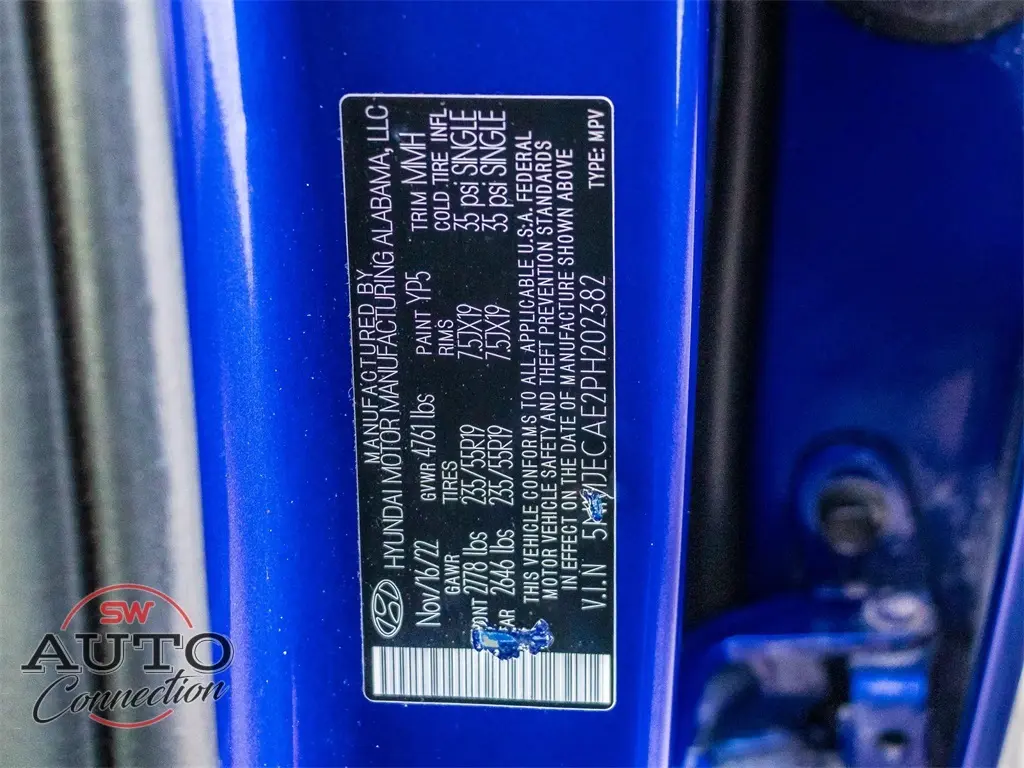 MANUFACTURED BY
HYUNDAI MOTOR MANUFACTURING ALABAMA, LLC
Nov/16/22 GVWR 4761 lbs PAINT YP5 TRIM MMH
GAWR TIRES RIMS COLD TIRE INFL.
2778 lbs 235/55R19 7.5JX19 35 psi SINGLE
2646 lbs 235/55R19 7.5JX19 35 psi SINGLE
THIS VEHICLE CONFORMS TO ALL APPLICABLE U.S.A. FEDERAL
MOTOR VEHICLE SAFETY AND THEFT PREVENTION STANDARDS
IN EFFECT ON THE DATE OF MANUFACTURE SHOWN ABOVE
V.I.N TYPE: MPV
SW
AUTO
Connection